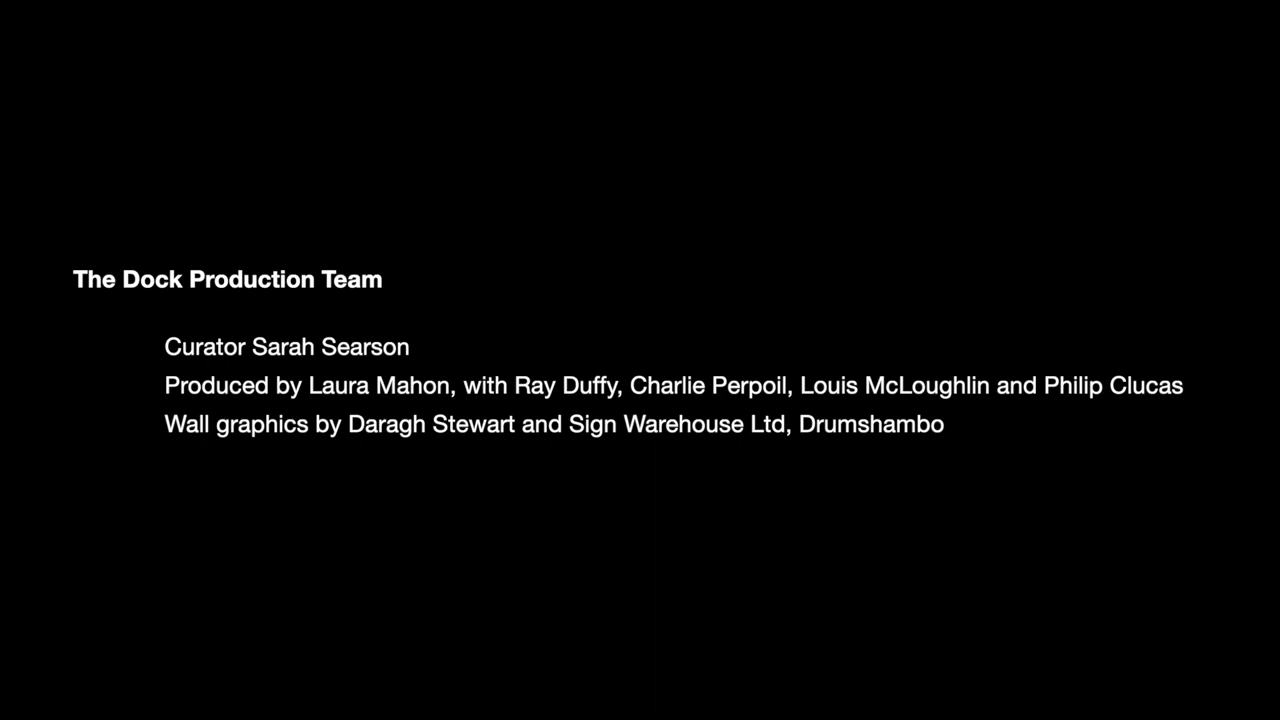 The Dock Production Team
Curator Sarah Searson
Produced by Laura Mahon, with Ray Duffy, Charlie Perpoil, Louis McLoughlin and Philip Clucas
Wall graphics by Daragh Stewart and Sign Warehouse Ltd, Drumshambo